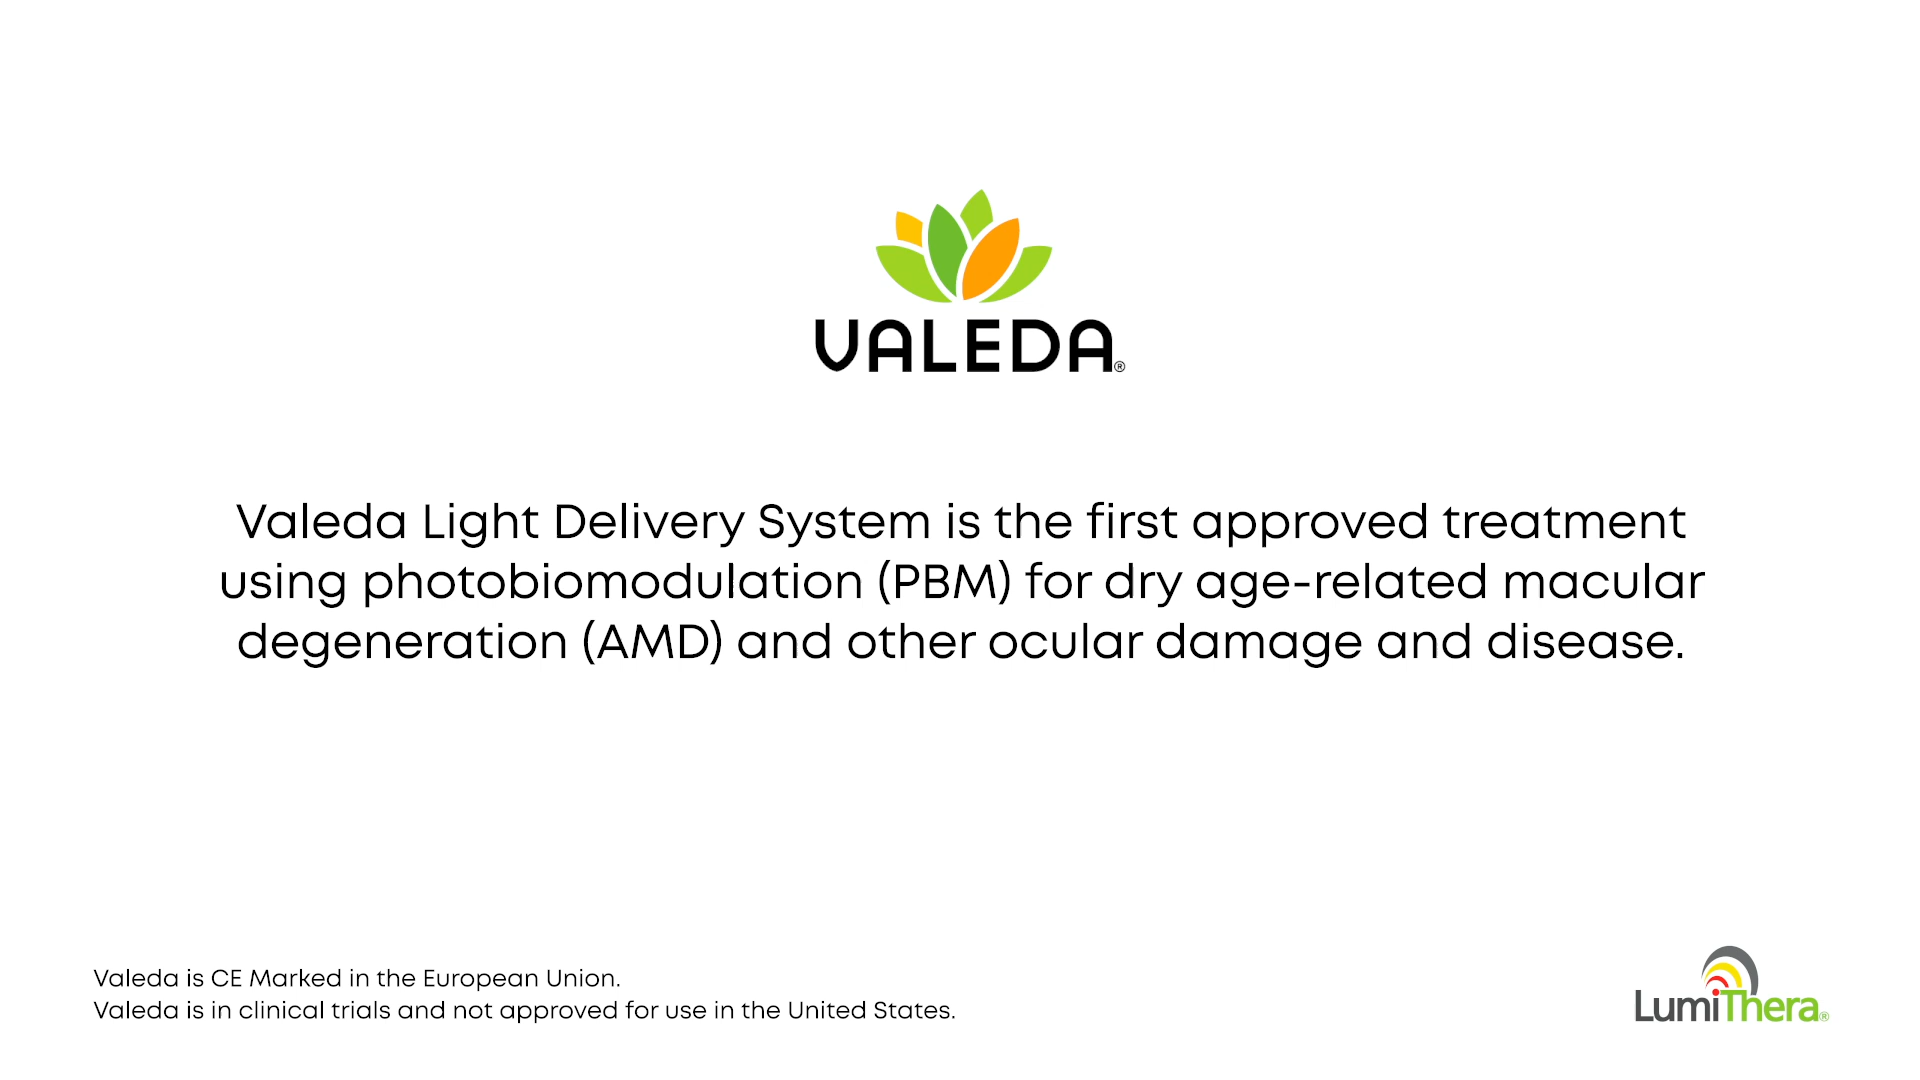 VALEDA®
Valeda Light Delivery System is the first approved treatment
using photobiomodulation (PBM) for dry age-related macular
degeneration (AMD) and other ocular damage and disease.
Valeda is CE Marked in the European Union.
Valeda is in clinical trials and not approved for use in the United States.
LumiThera®